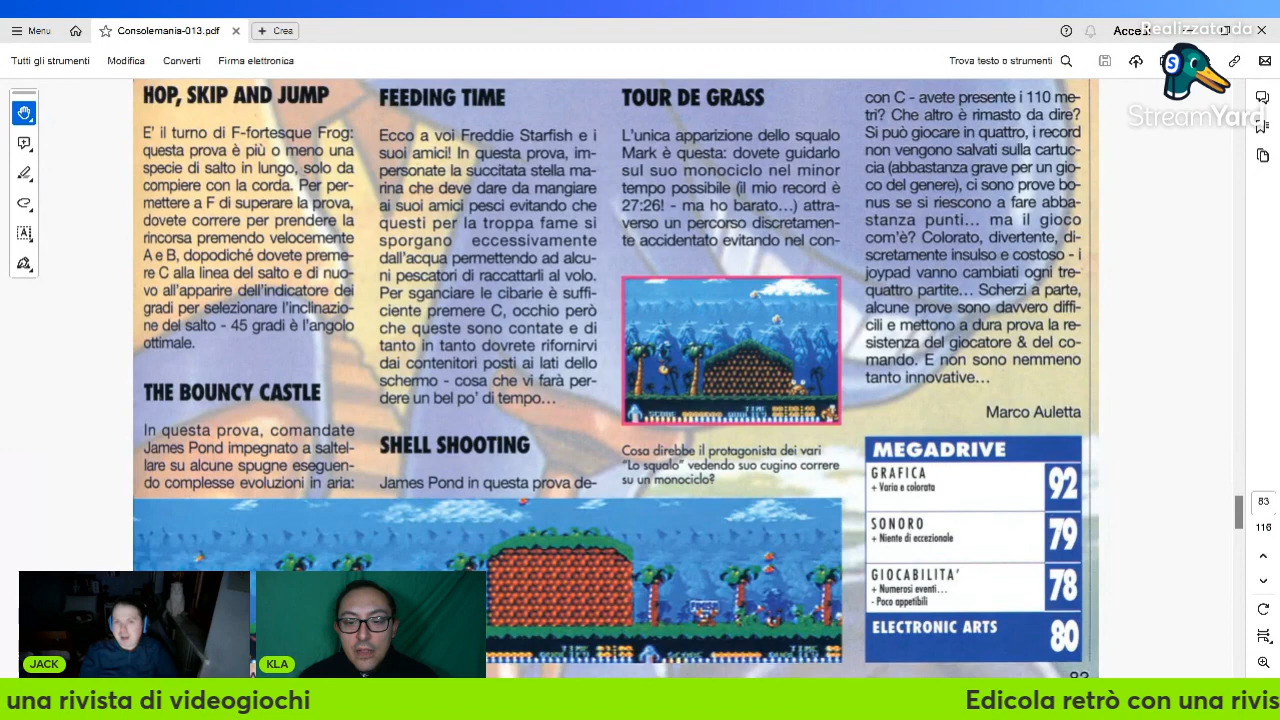 Menu
Consolemania-013.pdf
Crea
Realizzato da
StreamYard
Tutti gli strumenti
Modifica
Converti
Firma elettronica
Trova testo o strumenti
HOP, SKIP AND JUMP
E' il turno di F-fortesque Frog:
questa prova è più o meno una
specie di salto in lungo, solo da
compiere con la corda. Per per-
mettere a F di superare la prova,
dovete correre per prendere la
rincorsa premendo velocemente
A e B, dopodiché dovete preme-
re C alla linea del salto e di nuo-
vo all'apparire dell'indicatore dei
gradi per selezionare l'inclinazio-
ne del salto - 45 gradi è l'angolo
ottimale.
THE BOUNCY CASTLE
In questa prova, comandate
James Pond impegnato a saltel-
lare su alcune spugne eseguen-
do complesse evoluzioni in aria:
FEEDING TIME
Ecco a voi Freddie Starfish e i
suoi amici! In questa prova, im-
personate la succitata stella ma-
rina che deve dare da mangiare
ai suoi amici pesci evitando che
questi per la troppa fame si
sporgano eccessivamente
dall'acqua permettendo ad alcu-
ni pescatori di raccattarli al volo.
Per sganciare le cibarie è suffi-
ciente premere C, occhio però
che queste sono contate e di
tanto in tanto dovrete rifornirvi
dai contenitori posti ai lati dello
schermo - cosa che vi farà per-
dere un bel po' di tempo...
SHELL SHOOTING
James Pond in questa prova de-
TOUR DE GRASS
L'unica apparizione dello squalo
Mark è questa: dovete guidarlo
sul suo monociclo nel minor
tempo possibile (il mio record è
27:26! - ma ho barato...) attra-
verso un percorso discretamen-
te accidentato evitando nel con-
Cosa direbbe il protagonista dei vari
"Lo squalo" vedendo suo cugino correre
su un monociclo?
con C - avete presente i 110 me-
tri? Che altro è rimasto da dire?
Si può giocare in quattro, i record
non vengono salvati sulla cartuc-
cia (abbastanza grave per un gio-
co del genere), ci sono prove bo-
nus se si riescono a fare abba-
stanza punti... ma il gioco
com'è? Colorato, divertente, di-
scretamente insulso e costoso - i
joypad vanno cambiati ogni tre-
quattro partite... Scherzi a parte,
alcune prove sono davvero diffi-
cili e mettono a dura prova la re-
sistenza del giocatore & del co-
mando. E non sono nemmeno
tanto innovative...
Marco Auletta
MEGADRIVE
GRAFICA
+ Varia e colorata
92
SONORO
+ Niente di eccezionale
79
GIOCABILITA'
+ Numerosi eventi...
- Poco appetibili
78
ELECTRONIC ARTS
80
83
116
JACK
KLA
una rivista di videogiochi
Edicola retrò con una rivis